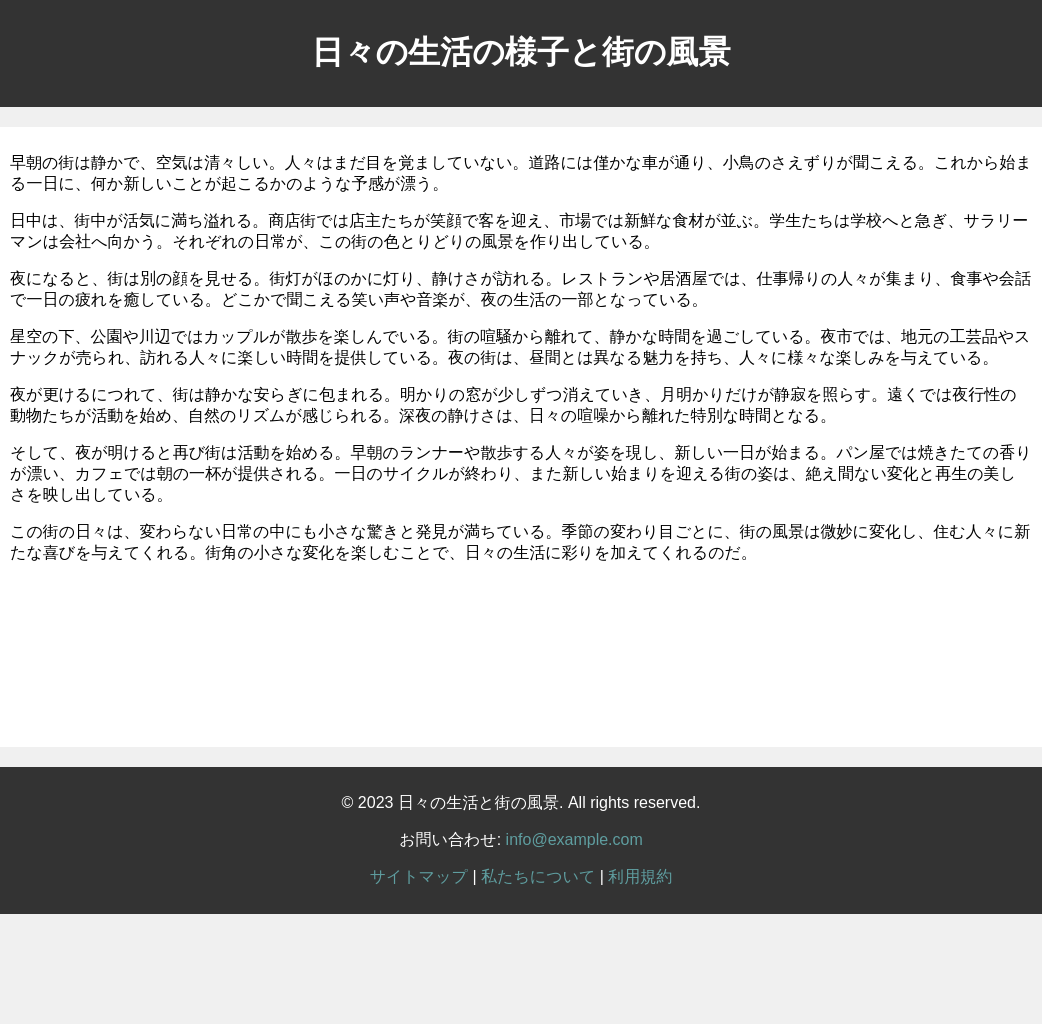 日々の生活の様子と街の風景
早朝の街は静かで、空気は清々しい。人々はまだ目を覚ましていない。道路には僅かな車が通り、小鳥のさえずりが聞こえる。これから始ま
る一日に、何か新しいことが起こるかのような予感が漂う。
日中は、街中が活気に満ち溢れる。商店街では店主たちが笑顔で客を迎え、市場では新鮮な食材が並ぶ。学生たちは学校へと急ぎ、サラリー
マンは会社へ向かう。それぞれの日常が、この街の色とりどりの風景を作り出している。
夜になると、街は別の顔を見せる。街灯がほのかに灯り、静けさが訪れる。レストランや居酒屋では、仕事帰りの人々が集まり、食事や会話
で一日の疲れを癒している。どこかで聞こえる笑い声や音楽が、夜の生活の一部となっている。
星空の下、公園や川辺ではカップルが散歩を楽しんでいる。街の喧騒から離れて、静かな時間を過ごしている。夜市では、地元の工芸品やス
ナックが売られ、訪れる人々に楽しい時間を提供している。夜の街は、昼間とは異なる魅力を持ち、人々に様々な楽しみを与えている。
夜が更けるにつれて、街は静かな安らぎに包まれる。明かりの窓が少しずつ消えていき、月明かりだけが静寂を照らす。遠くでは夜行性の
動物たちが活動を始め、自然のリズムが感じられる。深夜の静けさは、日々の喧噪から離れた特別な時間となる。
そして、夜が明けると再び街は活動を始める。早朝のランナーや散歩する人々が姿を現し、新しい一日が始まる。パン屋では焼きたての香り
が漂い、カフェでは朝の一杯が提供される。一日のサイクルが終わり、また新しい始まりを迎える街の姿は、絶え間ない変化と再生の美し
さを映し出している。
この街の日々は、変わらない日常の中にも小さな驚きと発見が満ちている。季節の変わり目ごとに、街の風景は微妙に変化し、住む人々に新
たな喜びを与えてくれる。街角の小さな変化を楽しむことで、日々の生活に彩りを加えてくれるのだ。
© 2023 日々の生活と街の風景. All rights reserved.
お問い合わせ: info@example.com
サイトマップ | 私たちについて | 利用規約